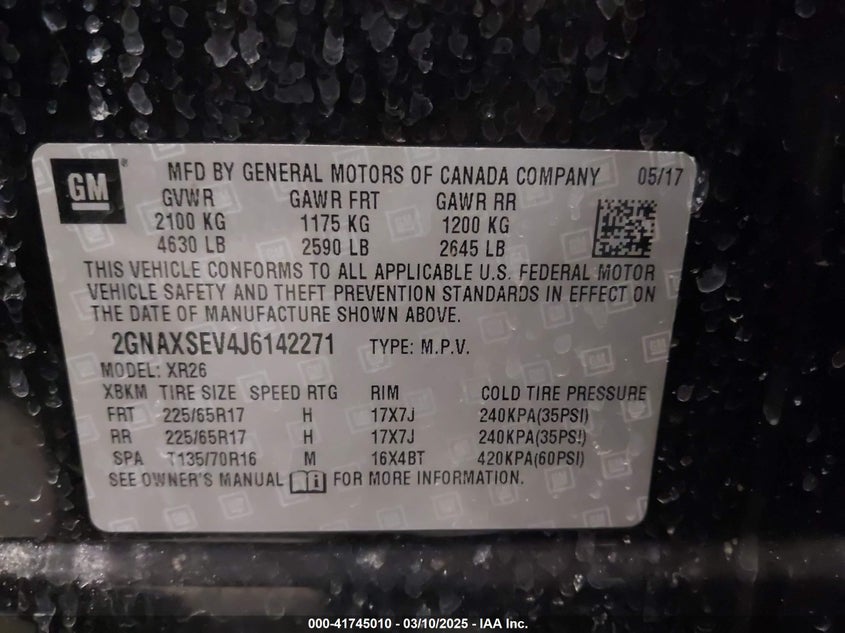 GM ® MFD BY GENERAL MOTORS OF CANADA COMPANY 05/17
GVWR GAWR FRT GAWR RR
2100 KG 1175 KG 1200 KG
4630 LB 2590 LB 2645 LB
THIS VEHICLE CONFORMS TO ALL APPLICABLE U.S. FEDERAL MOTOR
VEHICLE SAFETY AND THEFT PREVENTION STANDARDS IN EFFECT ON
THE DATE OF MANUFACTURE SHOWN ABOVE.
2GNAXSEV4J6142271 TYPE: M.P.V.
MODEL: XR26
XBKM TIRE SIZE SPEED RTG RIM COLD TIRE PRESSURE
FRT 225/65R17 H 17X7J 240KPA(35PSI)
RR 225/65R17 H 17X7J 240KPA(35PSI)
SPA T135/70R16 M 16X4BT 420KPA(60PSI)
SEE OWNER'S MANUAL i FOR MORE INFORMATION.
000-41745010 — 03/10/2025 — IAA Inc.